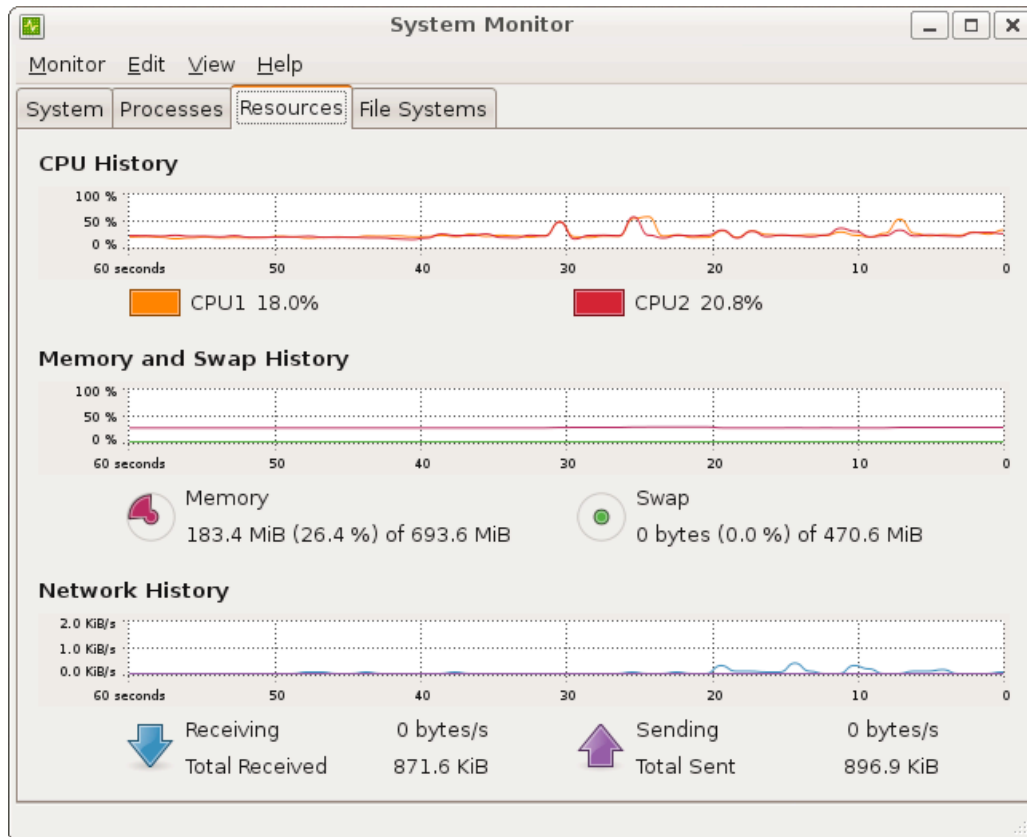 System Monitor
Monitor Edit View Help
System Processes Resources File Systems
CPU History
100 %
50 %
0 %
60 seconds 50 40 30 20 10 0
CPU1 18.0% CPU2 20.8%
Memory and Swap History
100 %
50 %
0 %
60 seconds 50 40 30 20 10 0
Memory Swap
183.4 MiB (26.4 %) of 693.6 MiB 0 bytes (0.0 %) of 470.6 MiB
Network History
2.0 KiB/s
1.0 KiB/s
0.0 KiB/s
60 seconds 50 40 30 20 10 0
Receiving 0 bytes/s Sending 0 bytes/s
Total Received 871.6 KiB Total Sent 896.9 KiB